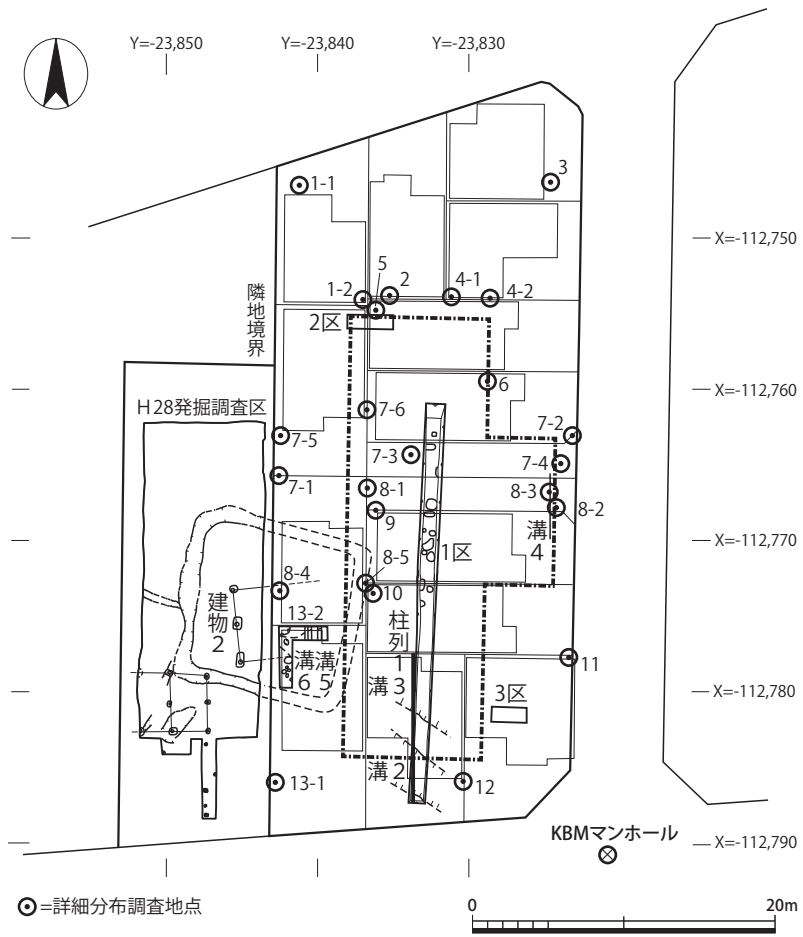 Y=-23,850
Y=-23,840
Y=-23,830
3
1-1
X=-112,750
5
1-2
2
4-1
4-2
隣地境界
2区
6
X=-112,760
H28発掘調査区
7-6
7-5
7-2
7-3
7-4
7-1
8-1
8-3
8-2
9
溝4
X=-112,770
1区
8-5
8-4
10
建物2
13-2
柱列1
11
溝6
溝5
溝3
3区
X=-112,780
溝2
13-1
12
KBMマンホール
X=-112,790
=詳細分布調査地点
0
20m